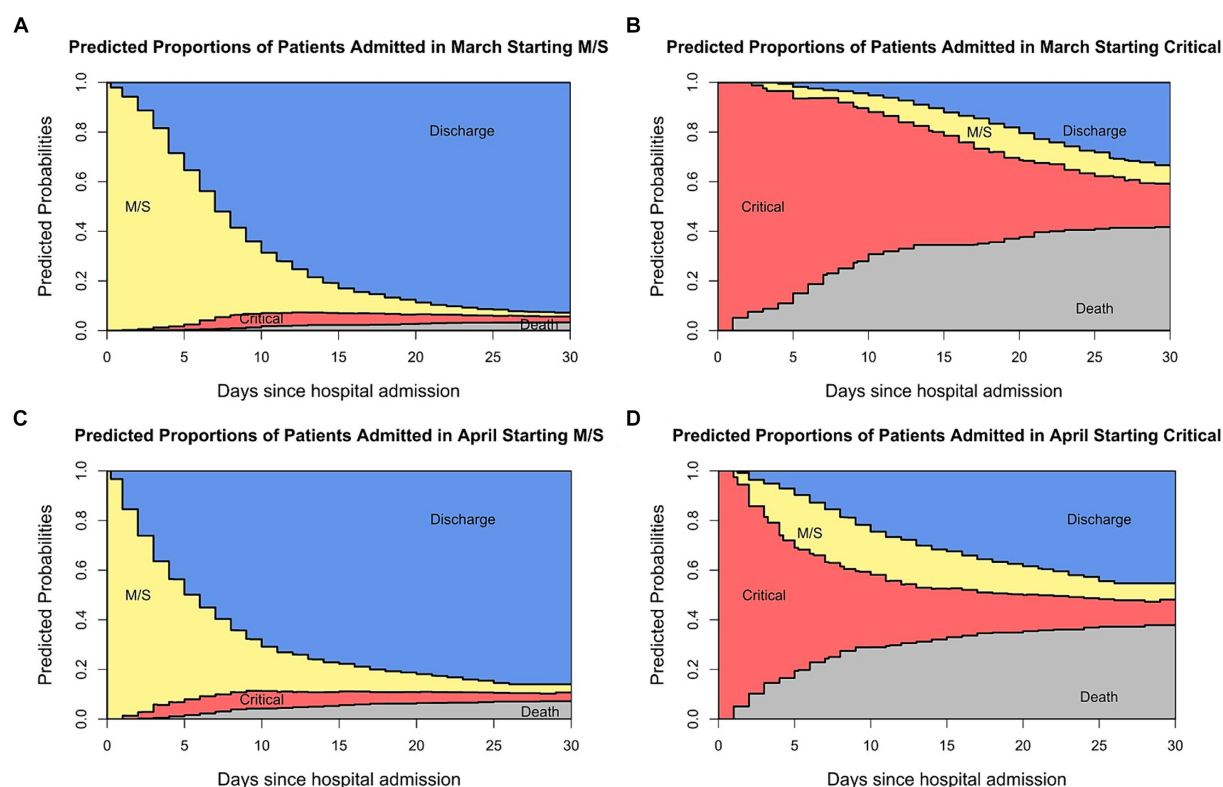 A
Predicted Proportions of Patients Admitted in March Starting M/S
Predicted Probabilities
0.0 0.2 0.4 0.6 0.8 1.0
Discharge
M/S
Critical
Death
0 5 10 15 20 25 30
Days since hospital admission
B
Predicted Proportions of Patients Admitted in March Starting Critical
Predicted Probabilities
0.0 0.2 0.4 0.6 0.8 1.0
Discharge
M/S
Critical
Death
0 5 10 15 20 25 30
Days since hospital admission
C
Predicted Proportions of Patients Admitted in April Starting M/S
Predicted Probabilities
0.0 0.2 0.4 0.6 0.8 1.0
Discharge
M/S
Critical
Death
0 5 10 15 20 25 30
Days since hospital admission
D
Predicted Proportions of Patients Admitted in April Starting Critical
Predicted Probabilities
0.0 0.2 0.4 0.6 0.8 1.0
Discharge
M/S
Critical
Death
0 5 10 15 20 25 30
Days since hospital admission